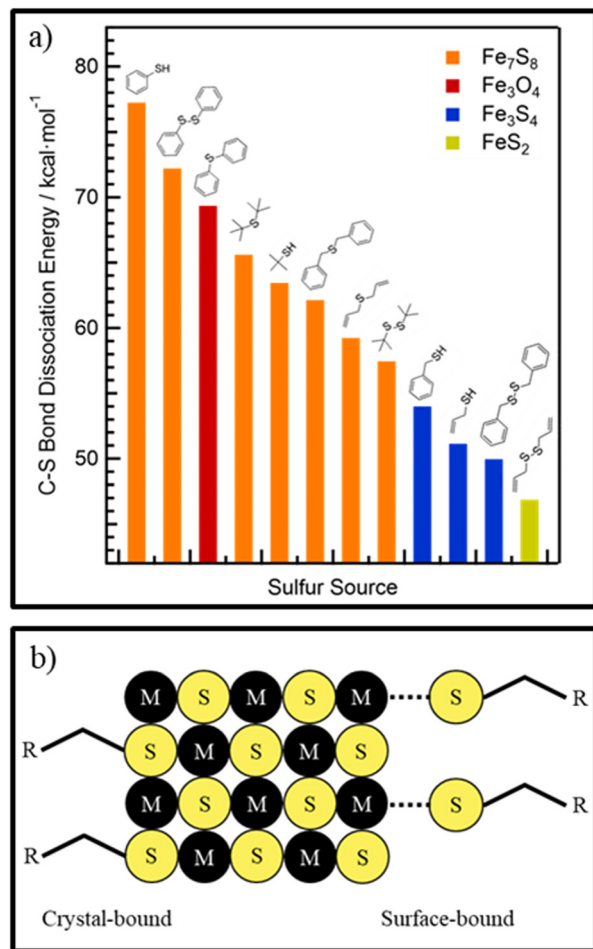 a)
C-S Bond Dissociation Energy / kcal·mol⁻¹
80
70
60
50
Fe₇S₈
Fe₃O₄
Fe₃S₄
FeS₂
SH
S-S
S
S
SH
S
S
S-S
SH
SH
S-S
S-S
Sulfur Source
b)
M S M S M S R
R S M S M S
M S M S M S R
R S M S M S
Crystal-bound Surface-bound